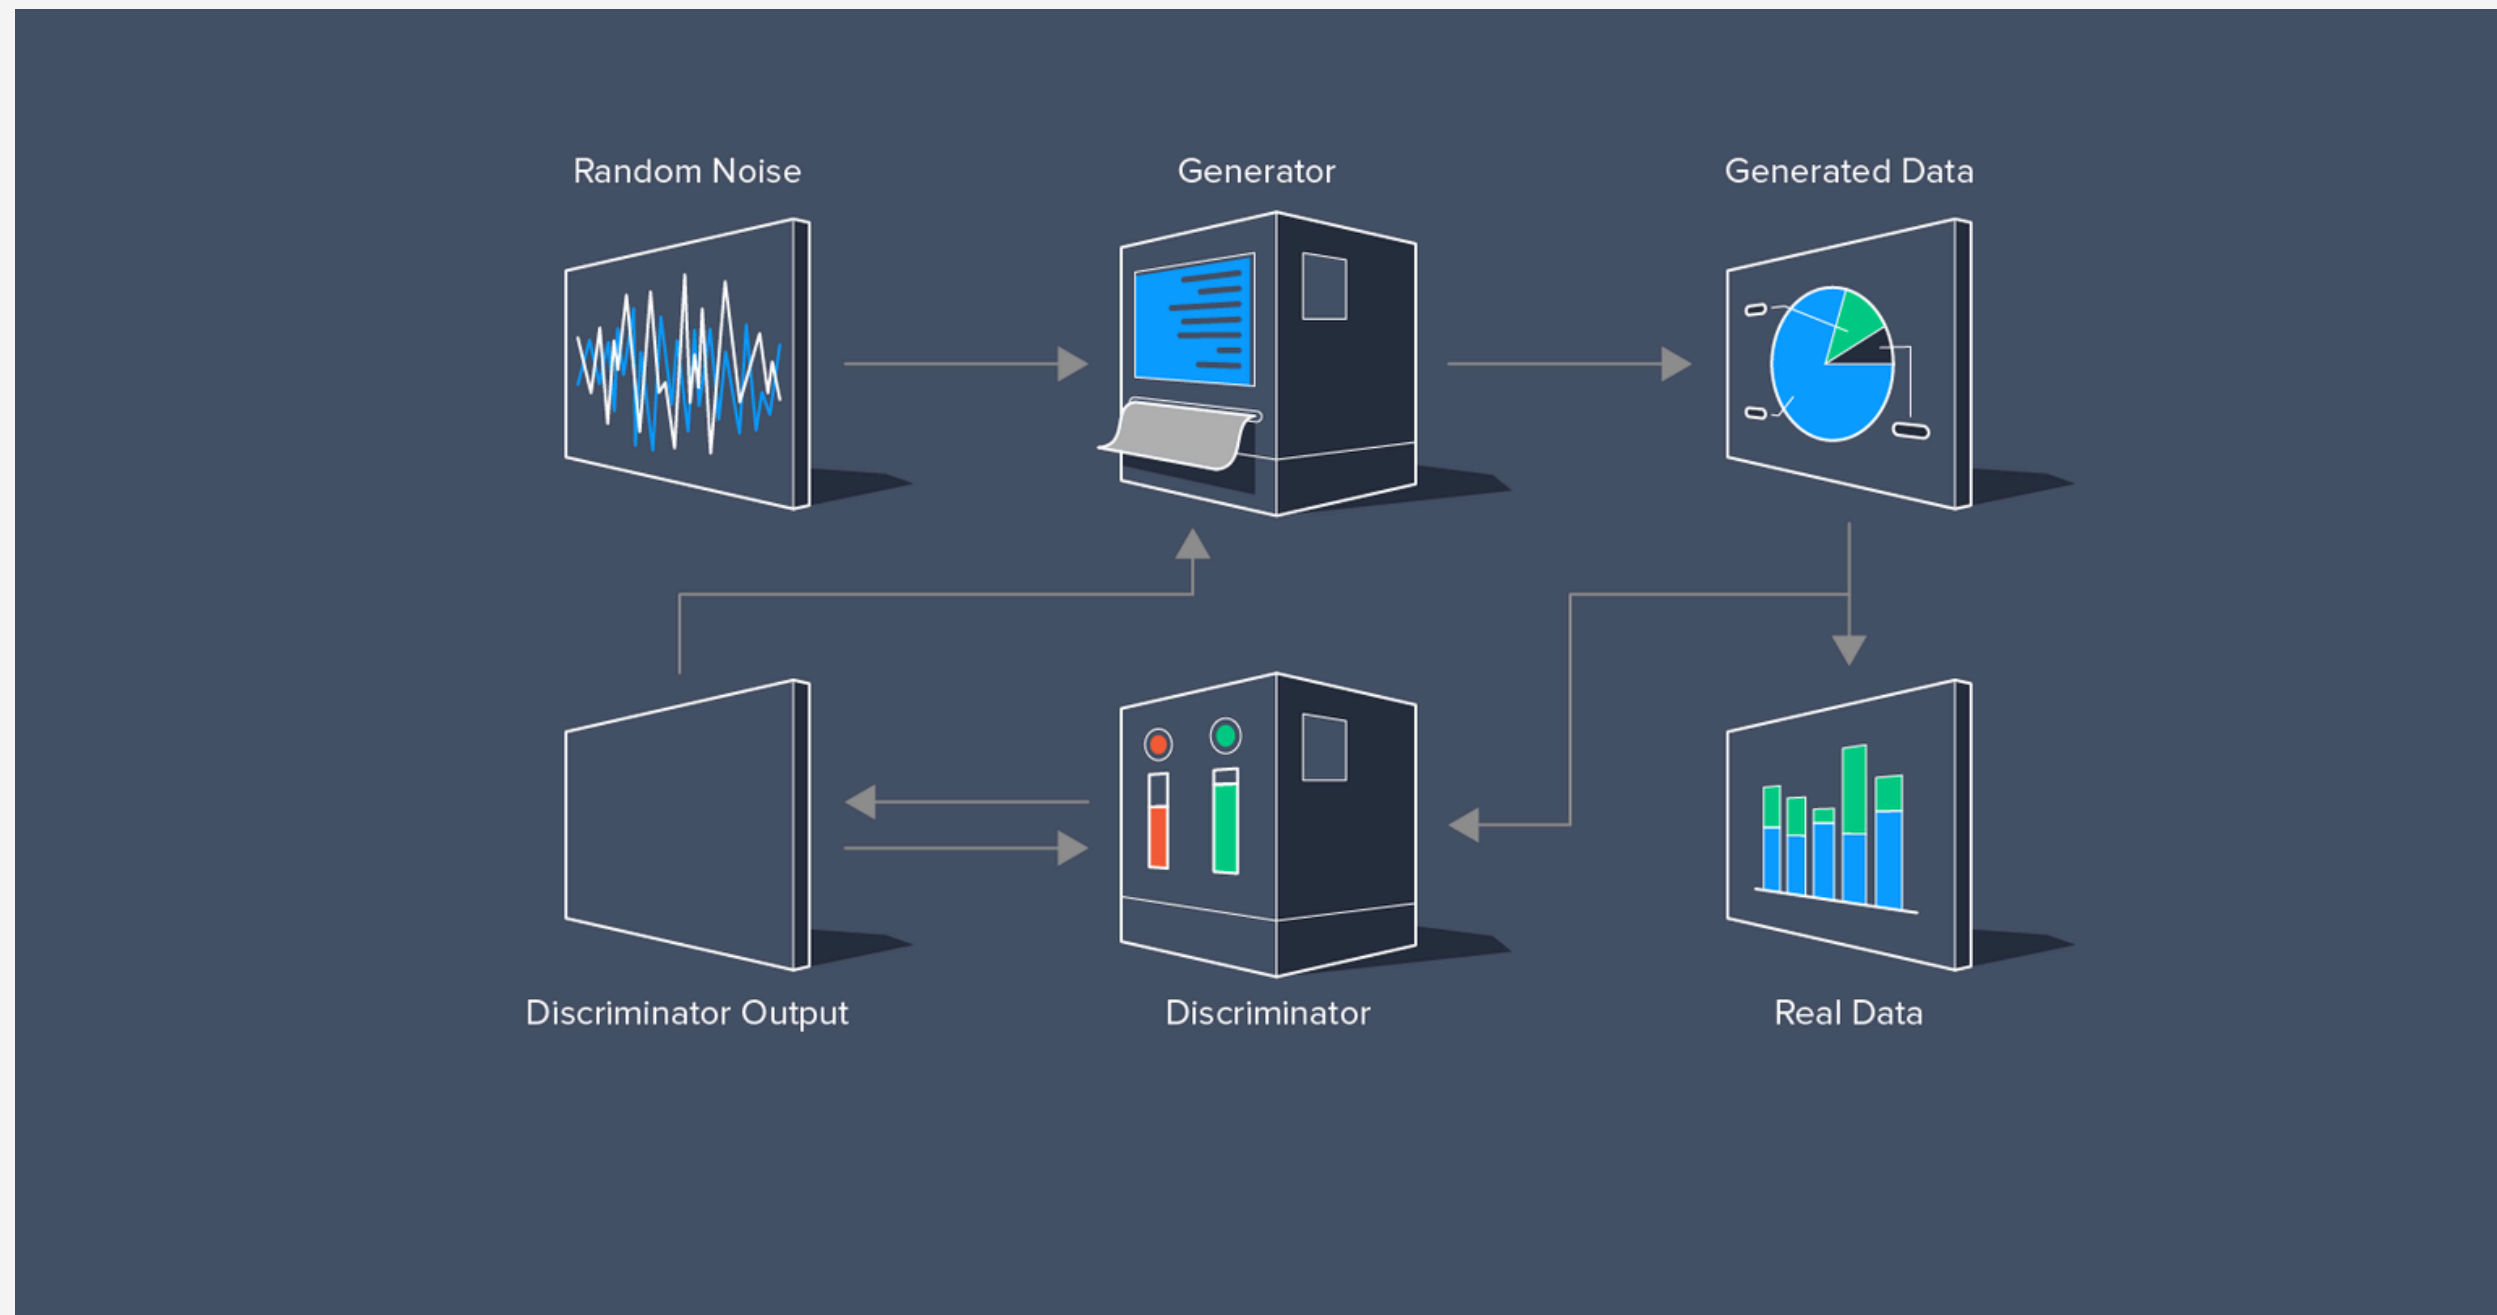 Random Noise
Generator
Generated Data
Discriminator Output
Discriminator
Real Data